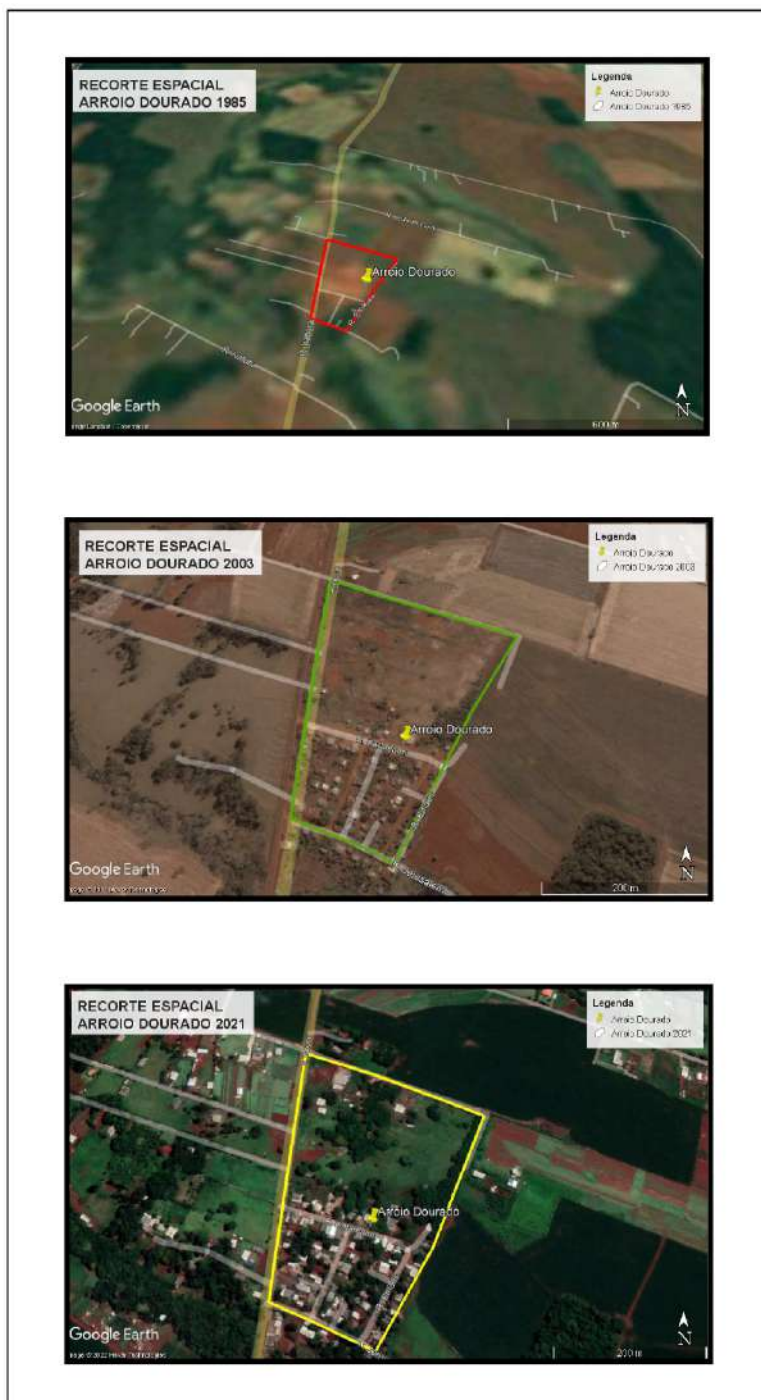 RECORTE ESPACIAL
ARROIO DOURADO 1985
Legenda
Arroio Dourado
Arroio Dourado 1985
Arroio Dourado
Google Earth
N
600 m
RECORTE ESPACIAL
ARROIO DOURADO 2003
Legenda
Arroio Dourado
Arroio Dourado 2003
Arroio Dourado
Google Earth
N
200 m
RECORTE ESPACIAL
ARROIO DOURADO 2021
Legenda
Arroio Dourado
Arroio Dourado 2021
Arroio Dourado
Google Earth
N
200 m